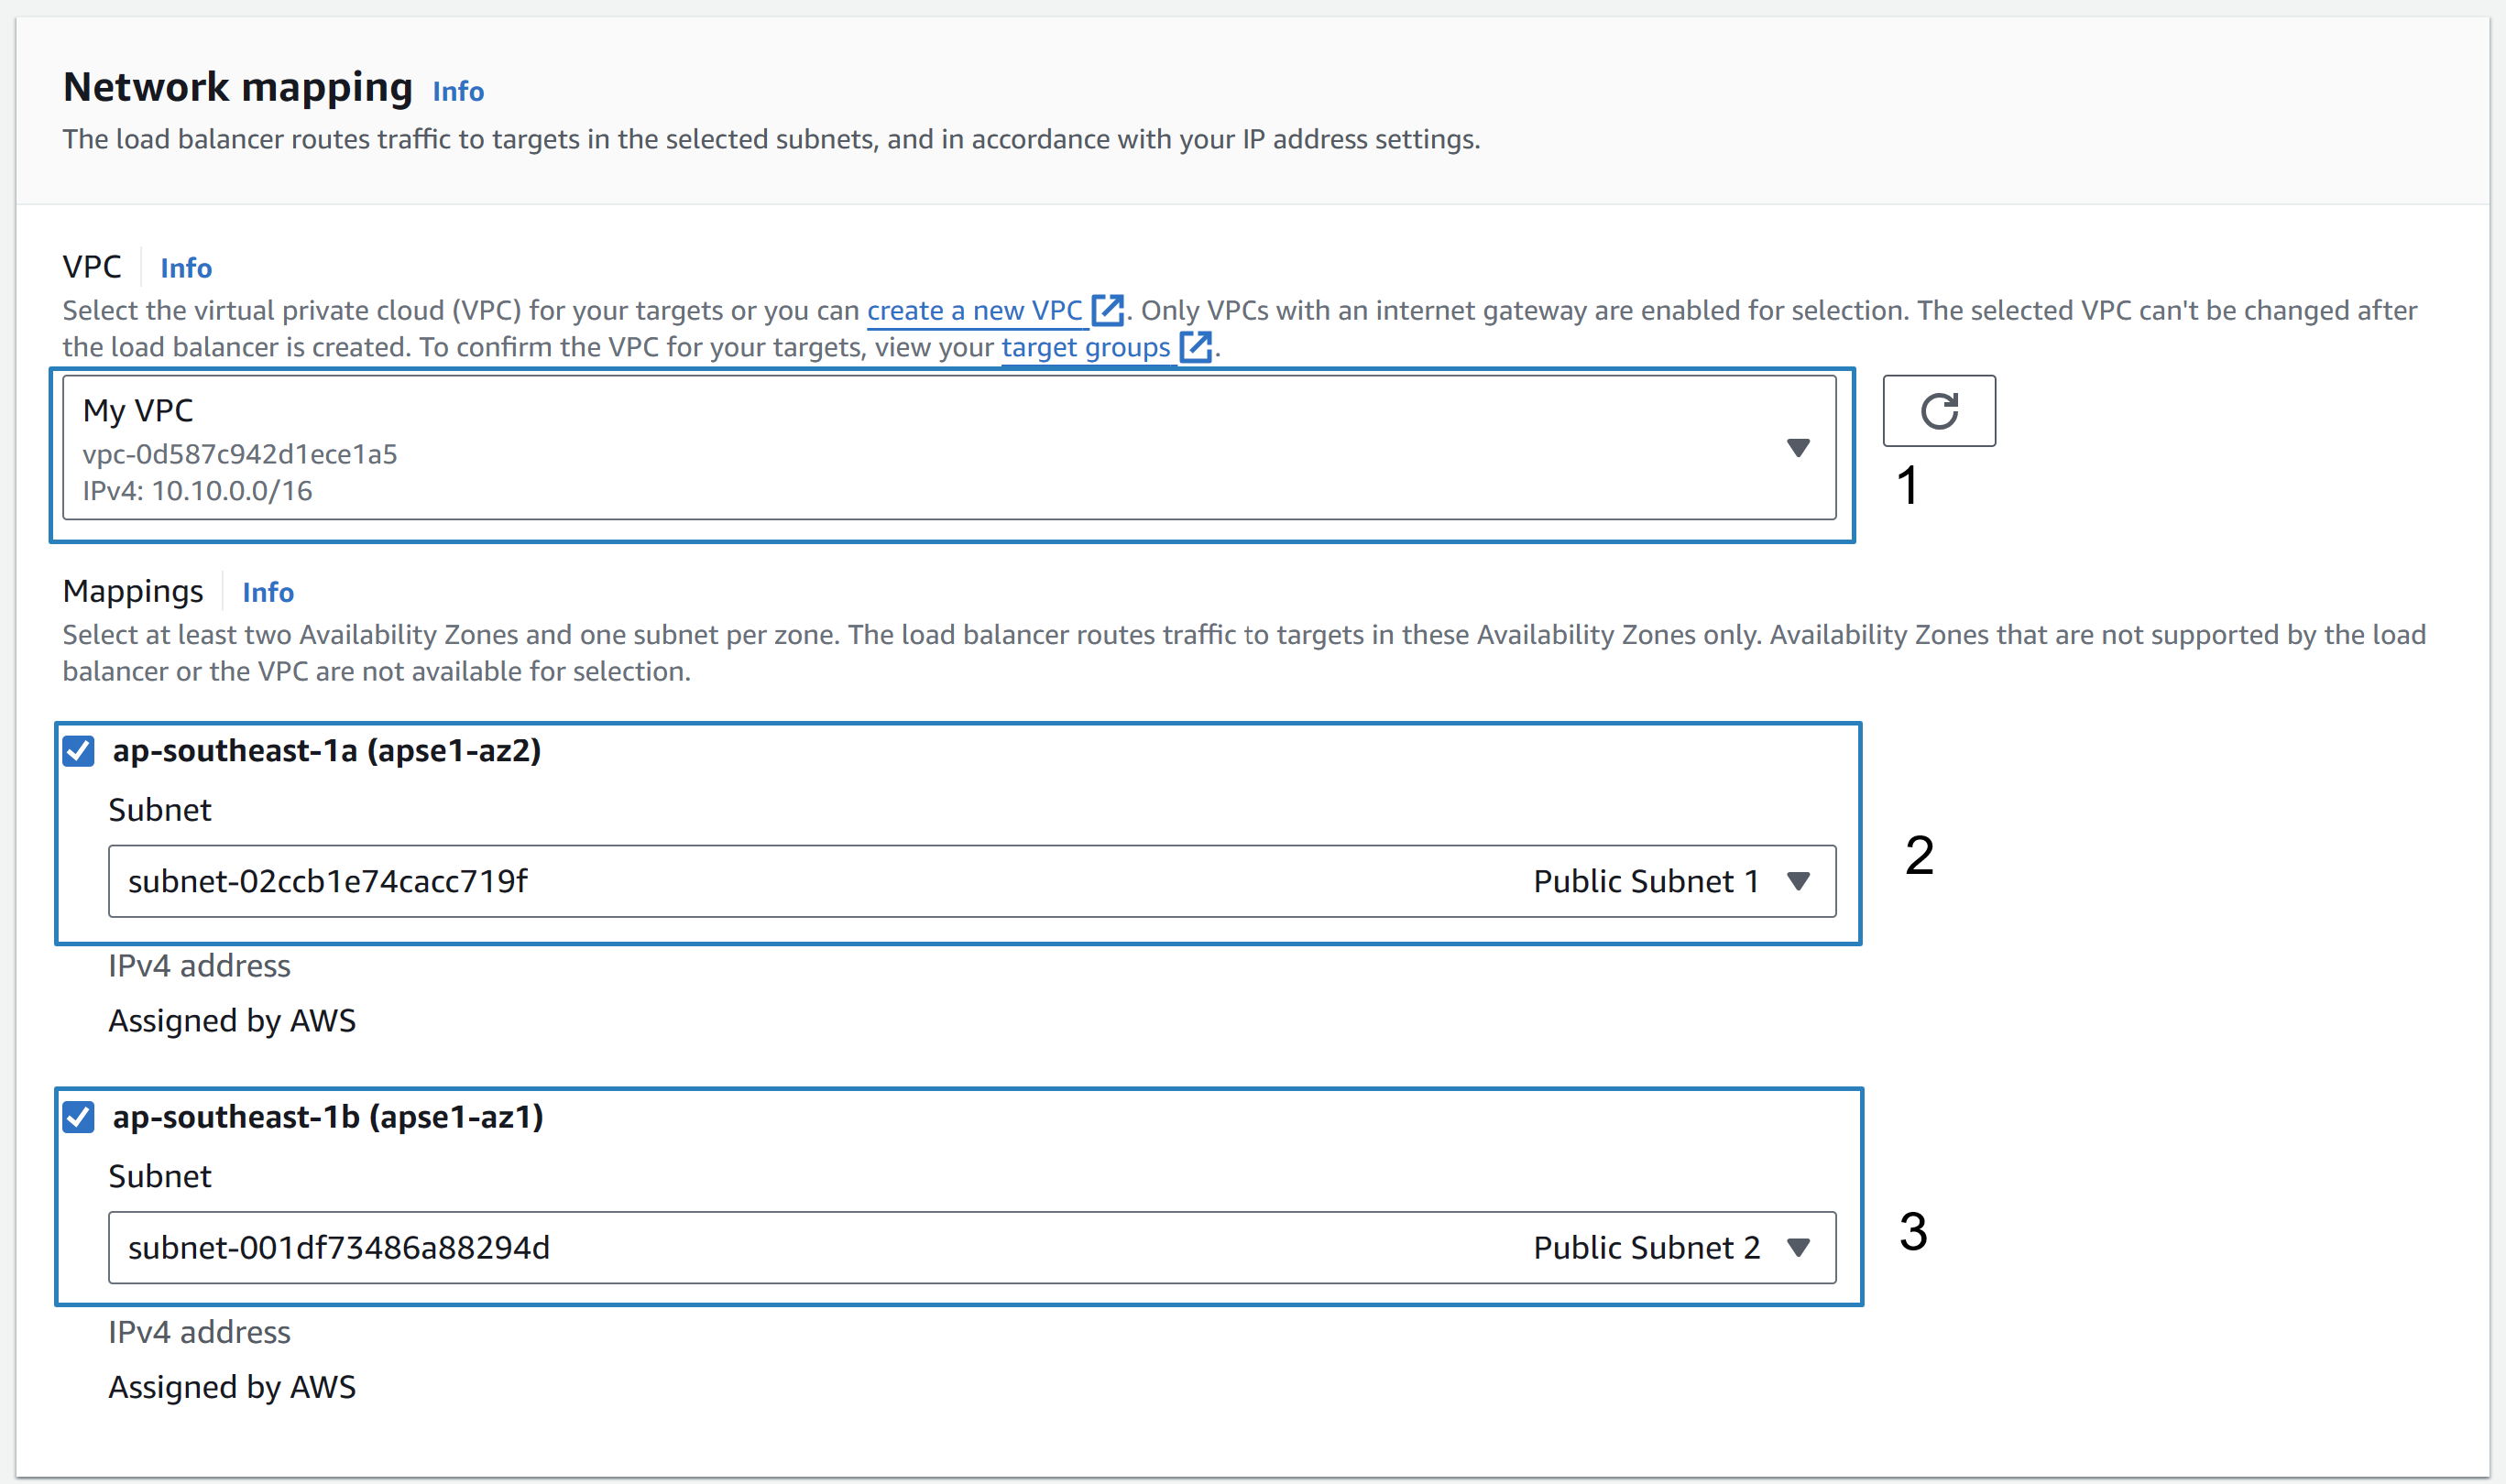 Network mapping Info
The load balancer routes traffic to targets in the selected subnets, and in accordance with your IP address settings.
VPC Info
Select the virtual private cloud (VPC) for your targets or you can create a new VPC. Only VPCs with an internet gateway are enabled for selection. The selected VPC can't be changed after
the load balancer is created. To confirm the VPC for your targets, view your target groups.
My VPC
vpc-0d587c942d1ece1a5
IPv4: 10.10.0.0/16
1
Mappings Info
Select at least two Availability Zones and one subnet per zone. The load balancer routes traffic to targets in these Availability Zones only. Availability Zones that are not supported by the load
balancer or the VPC are not available for selection.
ap-southeast-1a (apse1-az2)
Subnet
subnet-02ccb1e74cacc719f Public Subnet 1
2
IPv4 address
Assigned by AWS
ap-southeast-1b (apse1-az1)
Subnet
subnet-001df73486a88294d Public Subnet 2
3
IPv4 address
Assigned by AWS